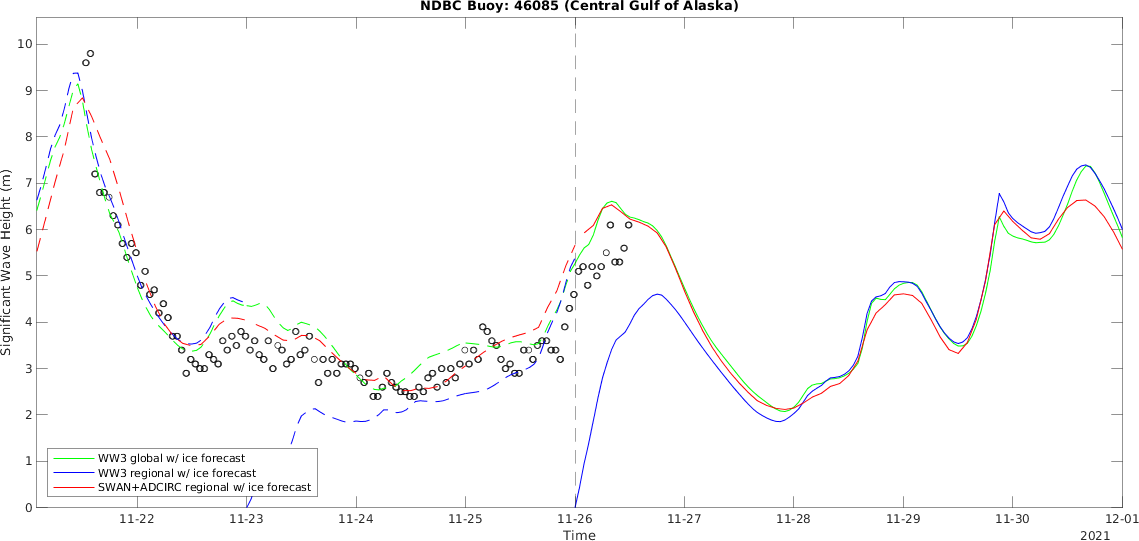 NDBC Buoy: 46085 (Central Gulf of Alaska)
10
9
8
7
6
5
4
3
2
1
0
Significant Wave Height (m)
WW3 global w/ ice forecast
WW3 regional w/ ice forecast
SWAN+ADCIRC regional w/ ice forecast
11-22 11-23 11-24 11-25 11-26 11-27 11-28 11-29 11-30 12-01
Time
2021